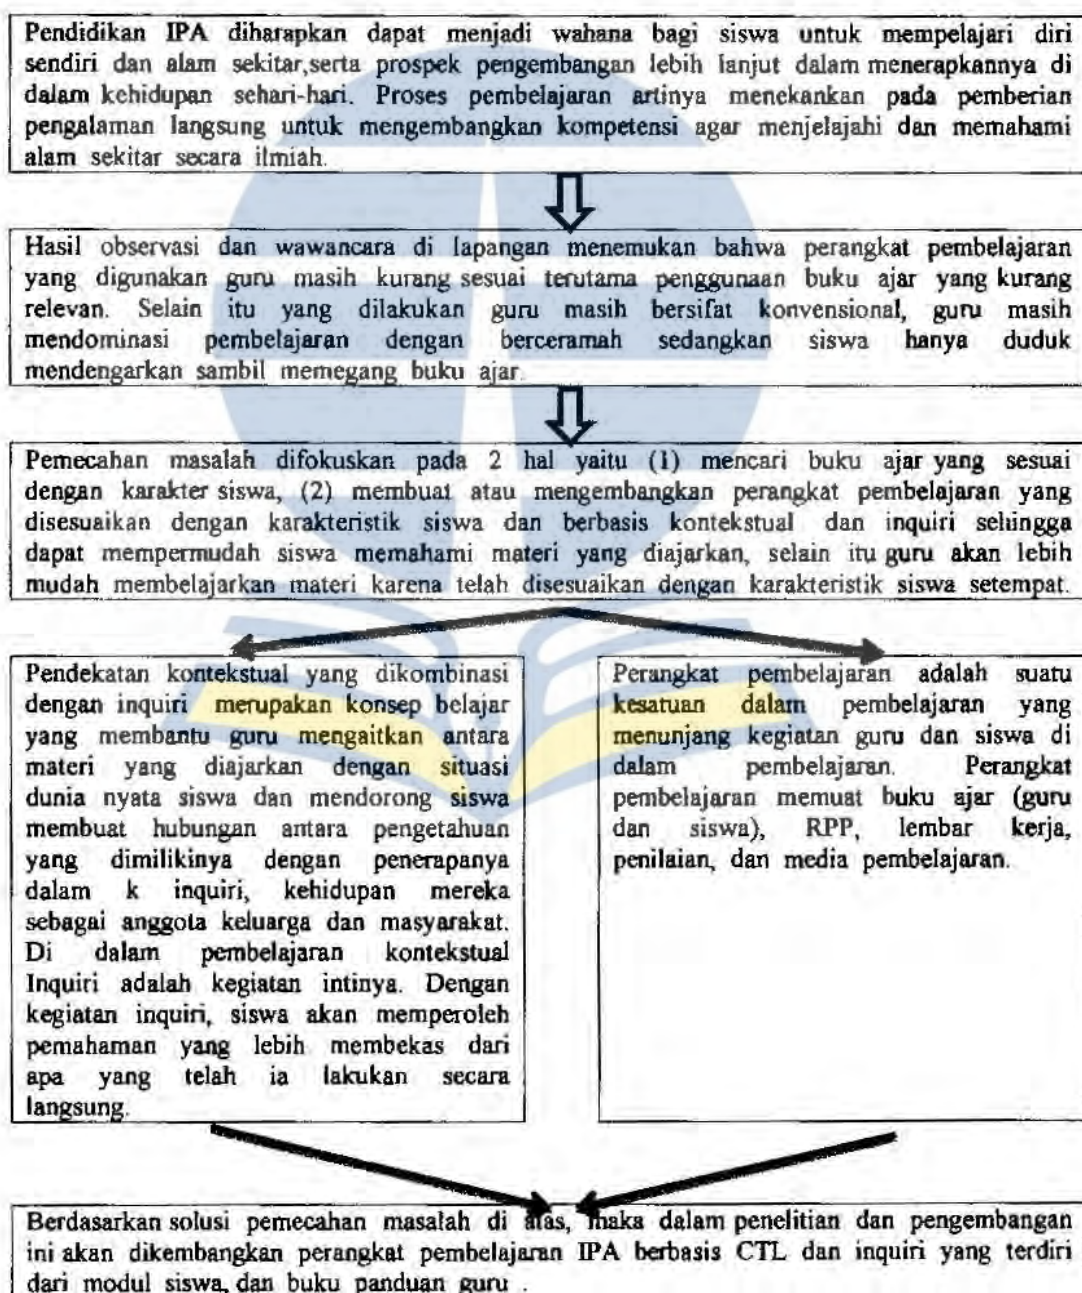 Pendidikan IPA diharapkan dapat menjadi wahana bagi siswa untuk mempelajari diri
sendiri dan alam sekitar,serta prospek pengembangan lebih lanjut dalam menerapkannya di
dalam kehidupan sehari-hari. Proses pembelajaran artinya menekankan pada pemberian
pengalaman langsung untuk mengembangkan kompetensi agar menjelajahi dan memahami
alam sekitar secara ilmiah.
Hasil observasi dan wawancara di lapangan menemukan bahwa perangkat pembelajaran
yang digunakan guru masih kurang sesuai terutama penggunaan buku ajar yang kurang
relevan. Selain itu yang dilakukan guru masih bersifat konvensional, guru masih
mendominasi pembelajaran dengan berceramah sedangkan siswa hanya duduk
mendengarkan sambil memegang buku ajar.
Pemecahan masalah difokuskan pada 2 hal yaitu (1) mencari buku ajar yang sesuai
dengan karakter siswa, (2) membuat atau mengembangkan perangkat pembelajaran yang
disesuaikan dengan karakteristik siswa dan berbasis kontekstual dan inquiri sehingga
dapat mempermudah siswa memahami materi yang diajarkan, selain itu guru akan lebih
mudah membelajarkan materi karena telah disesuaikan dengan karakteristik siswa setempat.
Pendekatan kontekstual yang dikombinasi
dengan inquiri merupakan konsep belajar
yang membantu guru mengaitkan antara
materi yang diajarkan dengan situasi
dunia nyata siswa dan mendorong siswa
membuat hubungan antara pengetahuan
yang dimilikinya dengan penerapanya
dalam k inquiri, kehidupan mereka
sebagai anggota keluarga dan masyarakat.
Di dalam pembelajaran kontekstual
Inquiri adalah kegiatan intinya. Dengan
kegiatan inquiri, siswa akan memperoleh
pemahaman yang lebih membekas dari
apa yang telah ia lakukan secara
langsung.
Perangkat pembelajaran adalah suatu
kesatuan dalam pembelajaran yang
menunjang kegiatan guru dan siswa di
dalam pembelajaran. Perangkat
pembelajaran memuat buku ajar (guru
dan siswa), RPP, lembar kerja,
penilaian, dan media pembelajaran.
Berdasarkan solusi pemecahan masalah di atas, maka dalam penelitian dan pengembangan
ini akan dikembangkan perangkat pembelajaran IPA berbasis CTL dan inquiri yang terdiri
dari modul siswa, dan buku panduan guru .